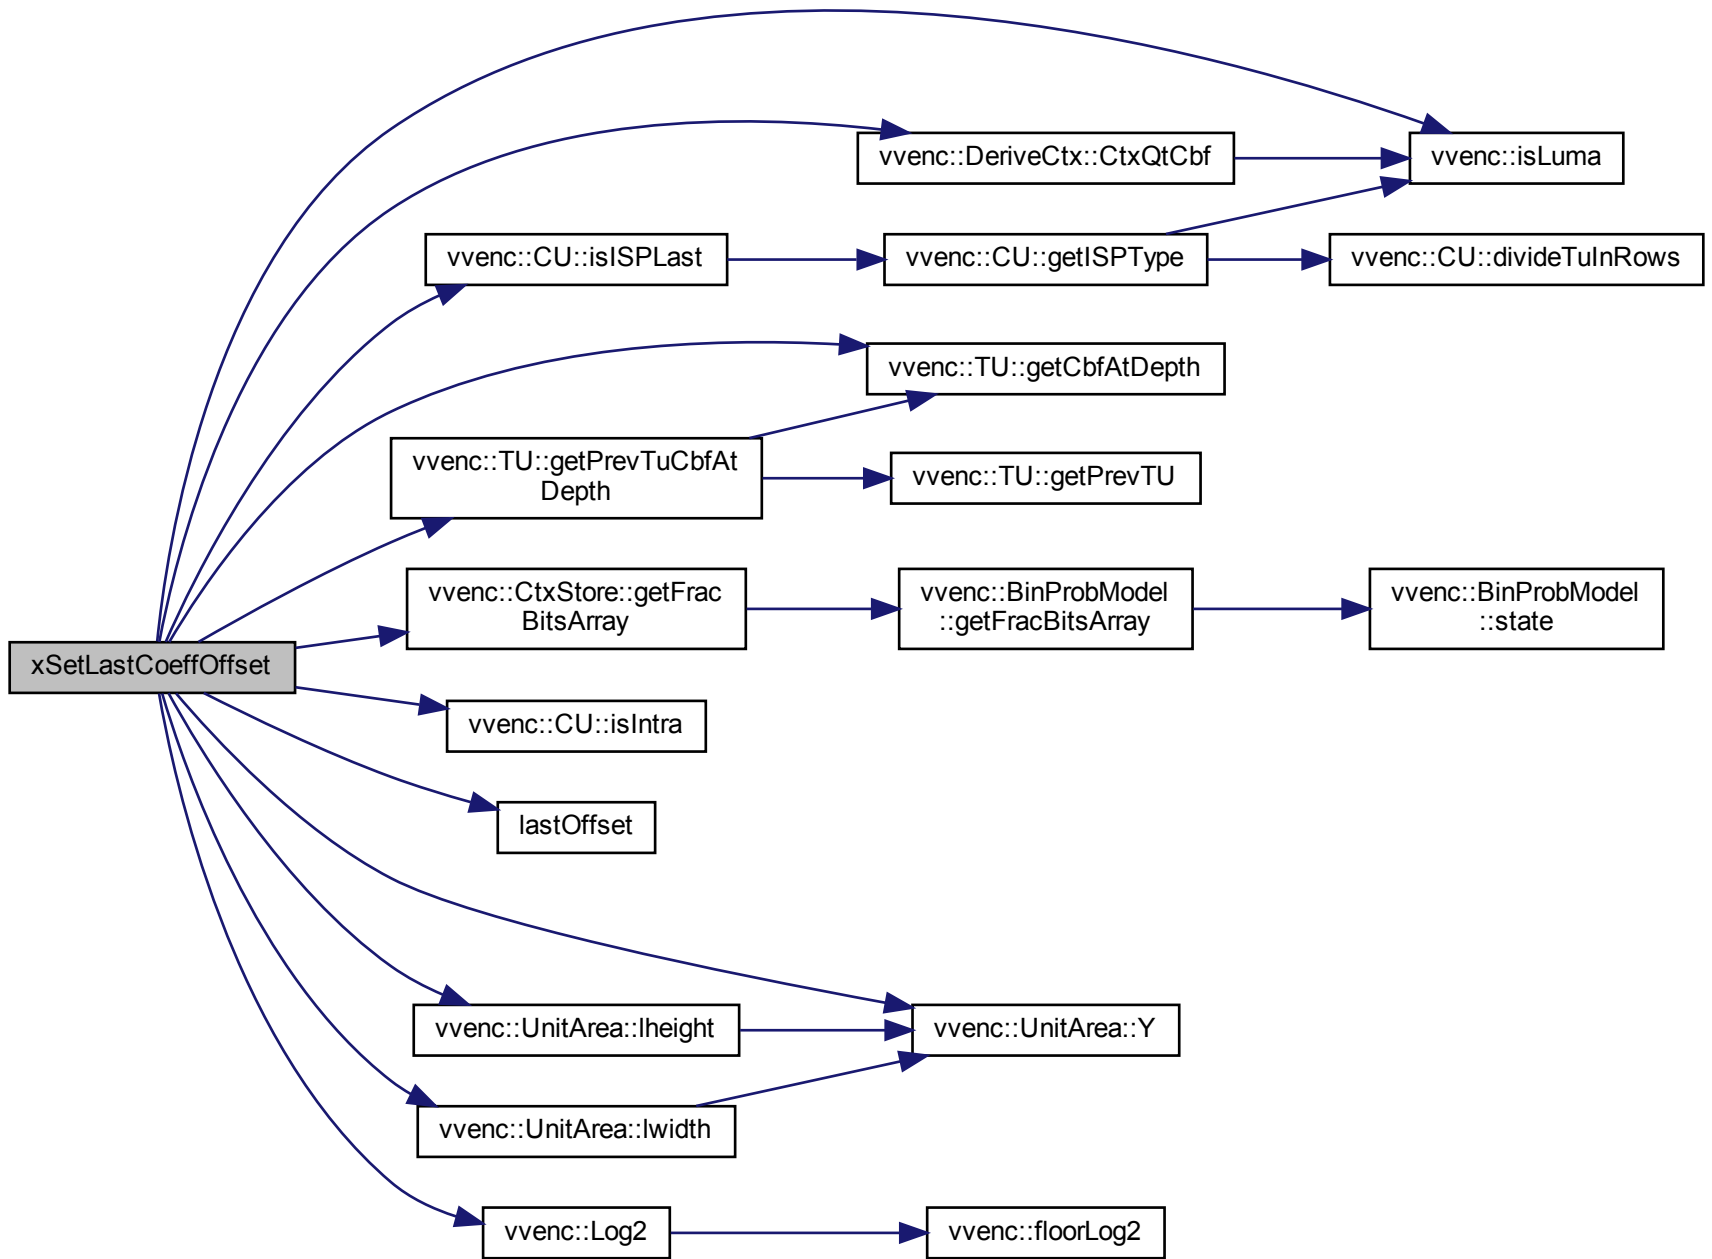 vvenc::DeriveCtx::CtxQtCbf
vvenc::isLuma
vvenc::CU::isISPLast
vvenc::CU::getISPType
vvenc::CU::divideTuInRows
vvenc::TU::getCbfAtDepth
vvenc::TU::getPrevTuCbfAt
Depth
vvenc::TU::getPrevTU
vvenc::CtxStore::getFrac
BitsArray
vvenc::BinProbModel
::getFracBitsArray
vvenc::BinProbModel
::state
xSetLastCoeffOffset
vvenc::CU::isIntra
lastOffset
vvenc::UnitArea::lheight
vvenc::UnitArea::Y
vvenc::UnitArea::lwidth
vvenc::Log2
vvenc::floorLog2